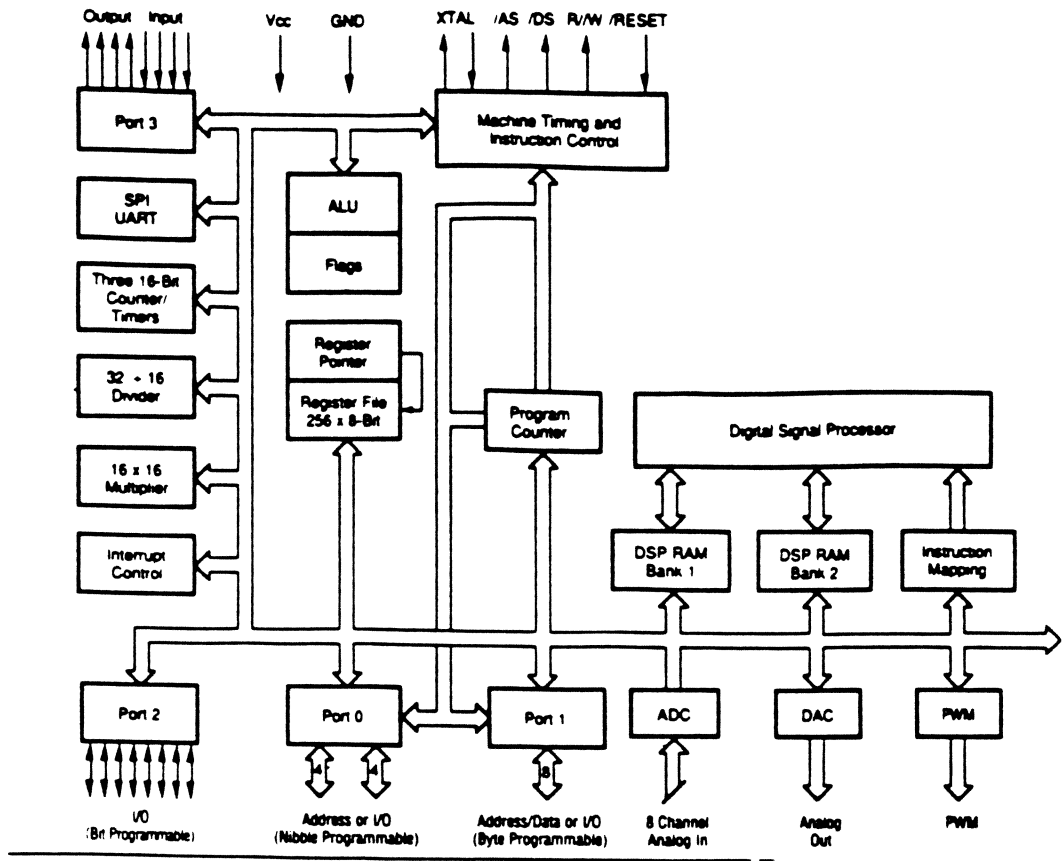 Output Input Vcc GND XTAL /AS /DS R//W /RESET
Port 3
Machine Timing and
Instruction Control
SPI
UART
ALU
Flags
Three 16-Bit
Counter/
Timers
Register
Pointer
32 ÷ 16
Divider
Register File
256 x 8-Bit
Program
Counter
Digital Signal Processor
16 x 16
Multiplier
Interrupt
Control
DSP RAM
Bank 1
DSP RAM
Bank 2
Instruction
Mapping
Port 2
Port 0
Port 1
ADC
DAC
PWM
4
4
8
I/O
(Bit Programmable)
Address or I/O
(Nibble Programmable)
Address/Data or I/O
(Byte Programmable)
8 Channel
Analog In
Analog
Out
PWM